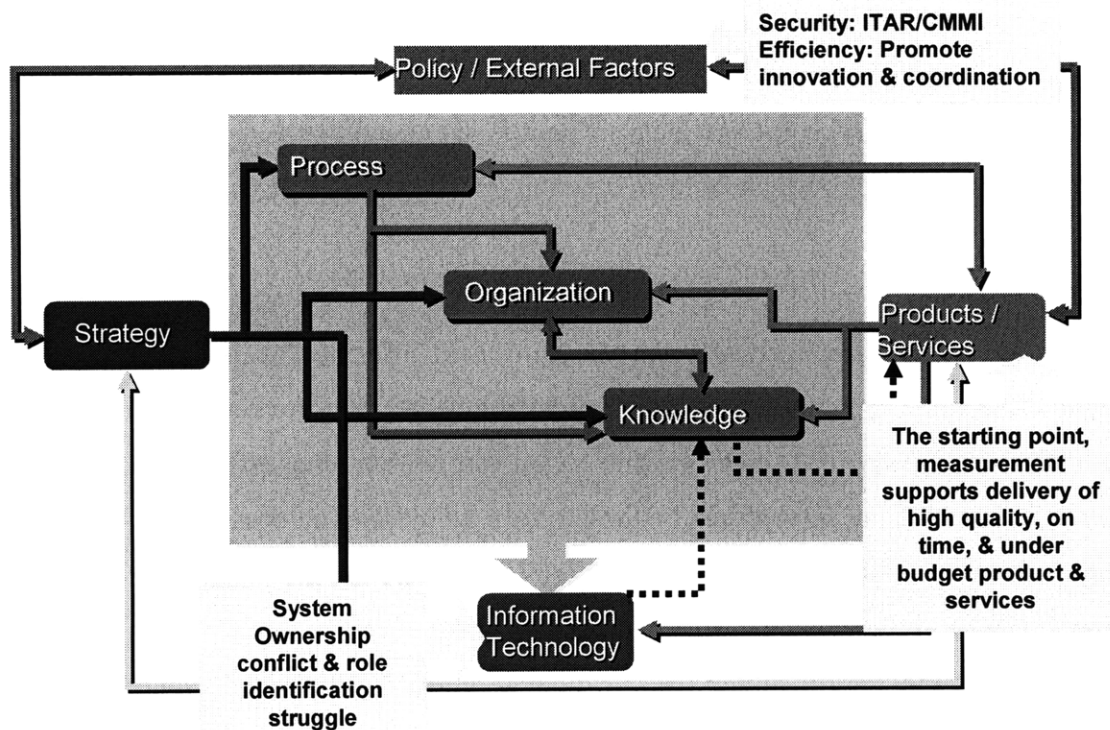 Security: ITAR/CMMI
Efficiency: Promote
innovation & coordination
Policy / External Factors
Process
Organization
Strategy
Products /
Services
Knowledge
The starting point,
measurement
supports delivery of
high quality, on
time, & under
budget product &
services
System
Ownership
conflict & role
identification
struggle
Information
Technology